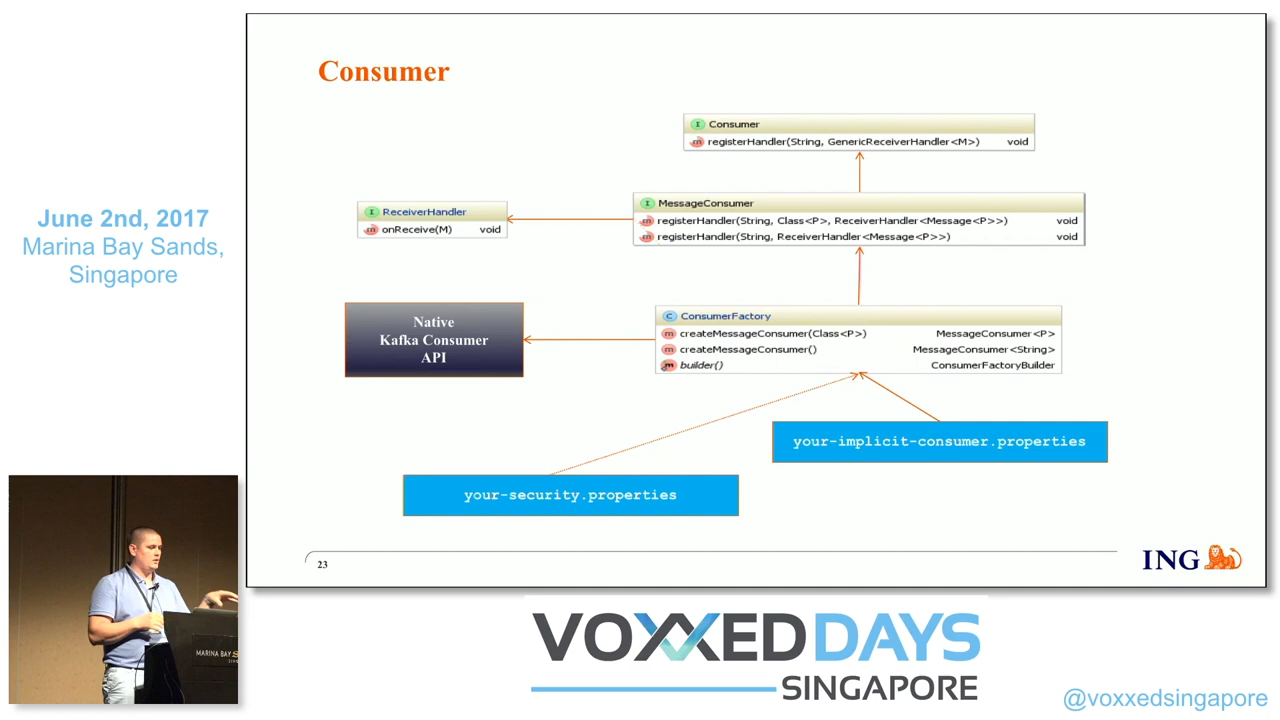 June 2nd, 2017
Marina Bay Sands,
Singapore
Consumer
I Consumer
m registerHandler(String, GenericReceiverHandler<M>) void
I ReceiverHandler
m onReceive(M) void
I MessageConsumer
m registerHandler(String, Class<P>, ReceiverHandler<Message<P>>) void
m registerHandler(String, ReceiverHandler<Message<P>>) void
Native
Kafka Consumer
API
C ConsumerFactory
m createMessageConsumer(Class<P>) MessageConsumer<P>
m createMessageConsumer() MessageConsumer<String>
m builder() ConsumerFactoryBuilder
your-implicit-consumer.properties
your-security.properties
23
ING
MARINA BAY
VOXXED DAYS
SINGAPORE
@voxxedsingapore